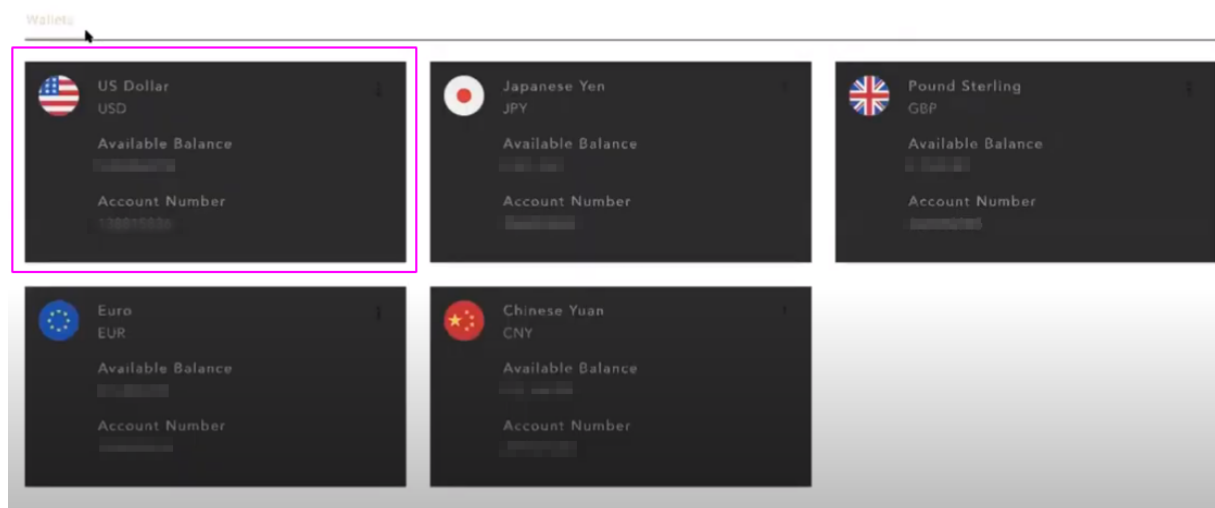 Wallets
US Dollar
USD
Available Balance
Account Number
Japanese Yen
JPY
Available Balance
Account Number
Pound Sterling
GBP
Available Balance
Account Number
Euro
EUR
Available Balance
Account Number
Chinese Yuan
CNY
Available Balance
Account Number